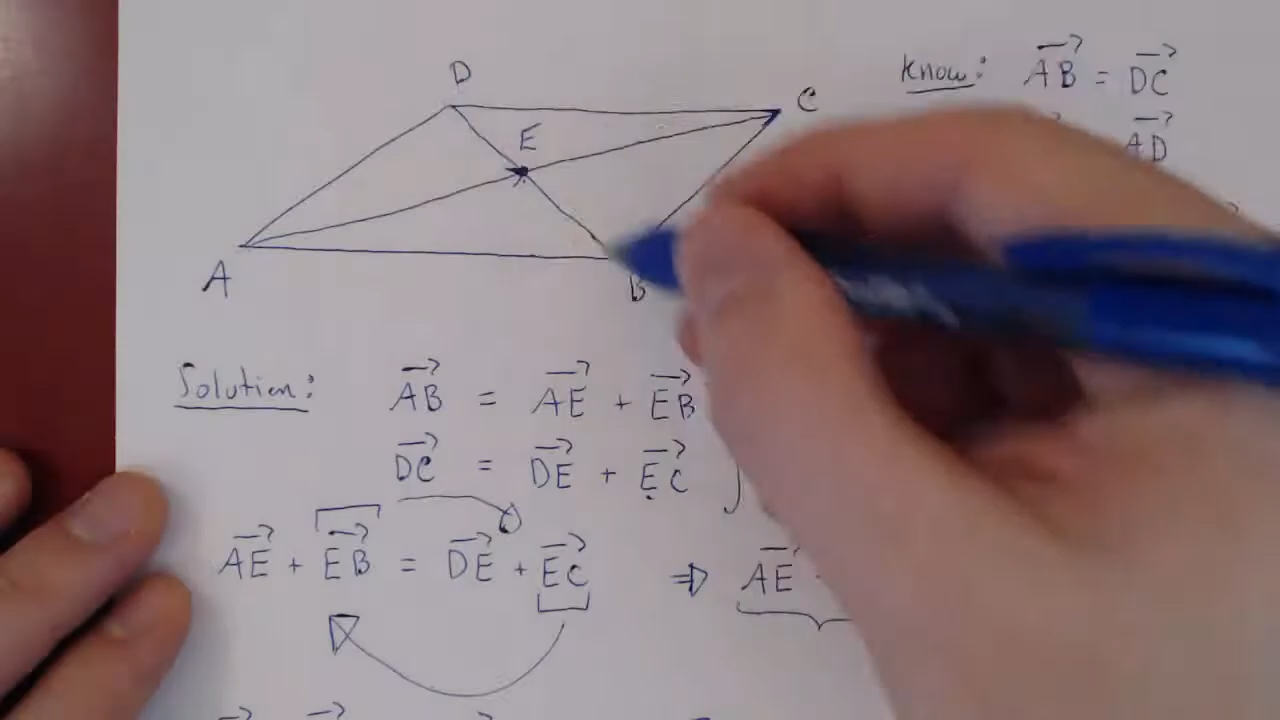 D
C
E
A
B
Know: →AB = →DC
→AD
Solution: →AB = →AE + →EB
→DC = →DE + →EC
→AE + →EB = →DE + →EC ⇒ →AE